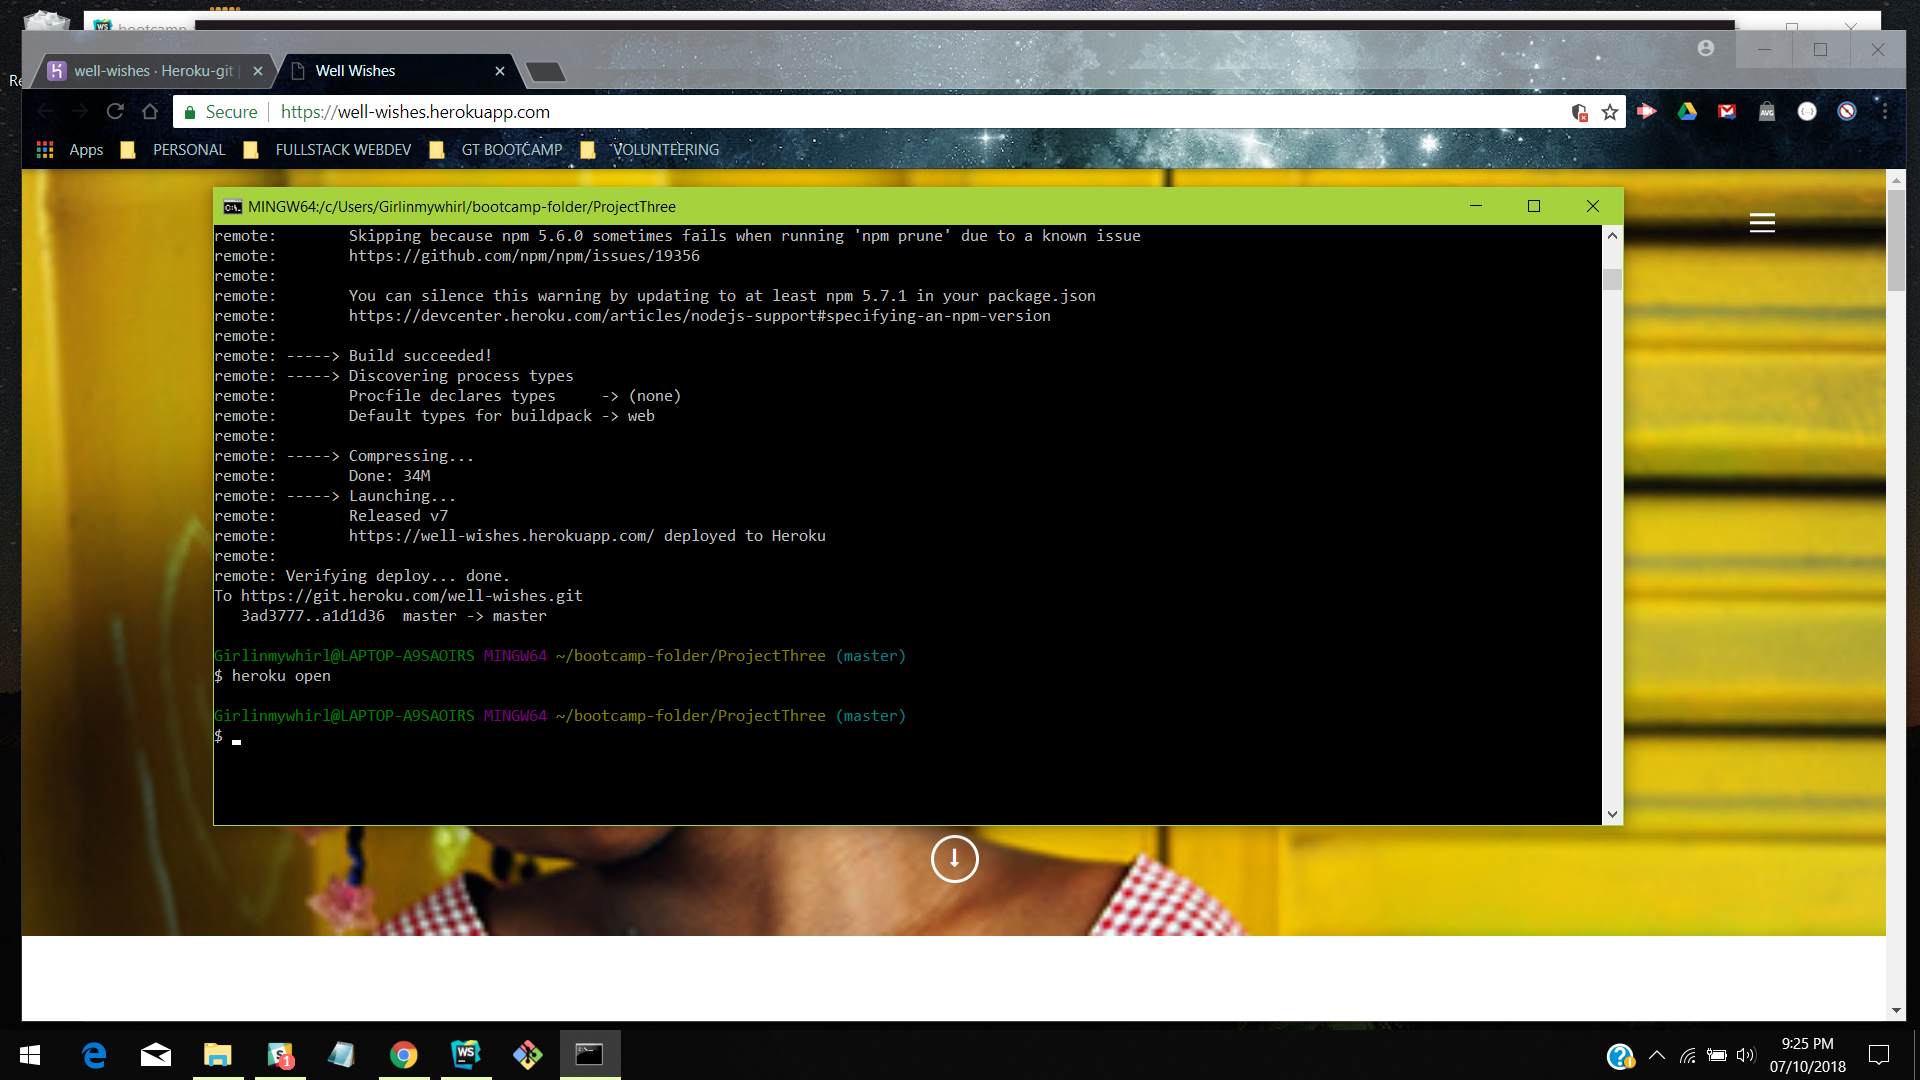 bootcamp
Re
well-wishes · Heroku-git
Well Wishes
Secure
https://well-wishes.herokuapp.com
Apps
PERSONAL
FULLSTACK WEBDEV
GT BOOTCAMP
VOLUNTEERING
MINGW64:/c/Users/Girlinmywhirl/bootcamp-folder/ProjectThree
remote:        Skipping because npm 5.6.0 sometimes fails when running 'npm prune' due to a known issue
remote:        https://github.com/npm/npm/issues/19356
remote:
remote:        You can silence this warning by updating to at least npm 5.7.1 in your package.json
remote:        https://devcenter.heroku.com/articles/nodejs-support#specifying-an-npm-version
remote:
remote: -----> Build succeeded!
remote: -----> Discovering process types
remote:        Procfile declares types     -> (none)
remote:        Default types for buildpack -> web
remote:
remote: -----> Compressing...
remote:        Done: 34M
remote: -----> Launching...
remote:        Released v7
remote:        https://well-wishes.herokuapp.com/ deployed to Heroku
remote:
remote: Verifying deploy... done.
To https://git.heroku.com/well-wishes.git
   3ad3777..a1d1d36  master -> master
Girlinmywhirl@LAPTOP-A9SAOIRS MINGW64 ~/bootcamp-folder/ProjectThree (master)
$ heroku open
Girlinmywhirl@LAPTOP-A9SAOIRS MINGW64 ~/bootcamp-folder/ProjectThree (master)
$
9:25 PM
07/10/2018